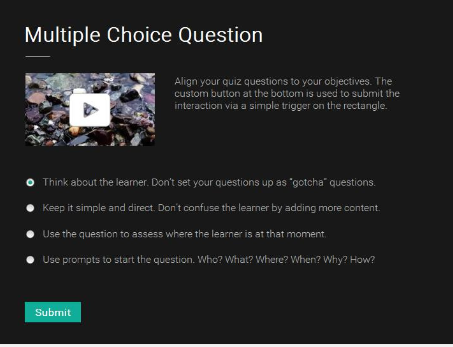 Multiple Choice Question
Align your quiz questions to your objectives. The
custom button at the bottom is used to submit the
interaction via a simple trigger on the rectangle.
Think about the learner. Don't set your questions up as "gotcha" questions.
Keep it simple and direct. Don't confuse the learner by adding more content.
Use the question to assess where the learner is at that moment.
Use prompts to start the question. Who? What? Where? When? Why? How?
Submit